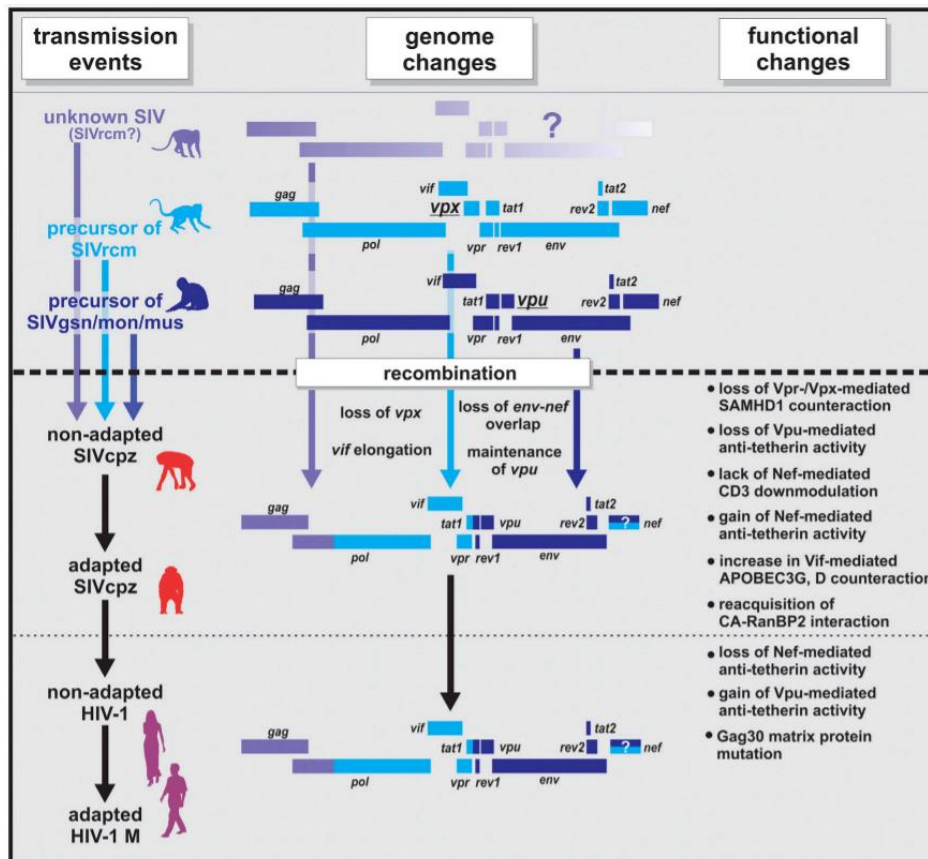 transmission
events
genome
changes
functional
changes
unknown SIV
(SIVrcm?)
?
precursor of
SIVrcm
gag
vif
vpx
tat1
tat2
rev2
nef
pol
vpr
rev1
env
precursor of
SIVgsn/mon/mus
gag
vif
tat1
vpu
tat2
rev2
nef
pol
vpr
rev1
env
recombination
non-adapted
SIVcpz
loss of vpx
vif elongation
loss of env-nef
overlap
maintenance
of vpu
gag
vif
tat1
vpu
tat2
rev2
?
nef
pol
vpr
rev1
env
adapted
SIVcpz
• loss of Vpr-/Vpx-mediated
SAMHD1 counteraction
• loss of Vpu-mediated
anti-tetherin activity
• lack of Nef-mediated
CD3 downmodulation
• gain of Nef-mediated
anti-tetherin activity
• increase in Vif-mediated
APOBEC3G, D counteraction
• reacquisition of
CA-RanBP2 interaction
non-adapted
HIV-1
adapted
HIV-1 M
gag
vif
tat1
vpu
tat2
rev2
?
nef
pol
vpr
rev1
env
• loss of Nef-mediated
anti-tetherin activity
• gain of Vpu-mediated
anti-tetherin activity
• Gag30 matrix protein
mutation